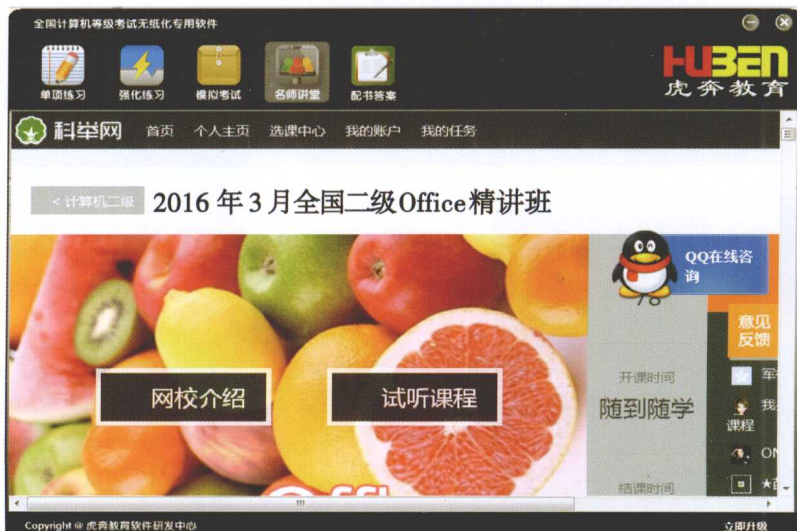 全国计算机等级考试无纸化专用软件
单项练习 强化练习 模拟考试 名师讲堂 配书答案
HUBEN
虎奔教育
科举网 首页 个人主页 选课中心 我的账户 我的任务
< 计算机二级 2016 年 3 月全国二级Office精讲班
QQ在线咨
询
意见
反馈
网校介绍
试听课程
开课时间
随到随学
课程
结课时间
Copyright @ 虎奔教育软件研发中心 立即升级